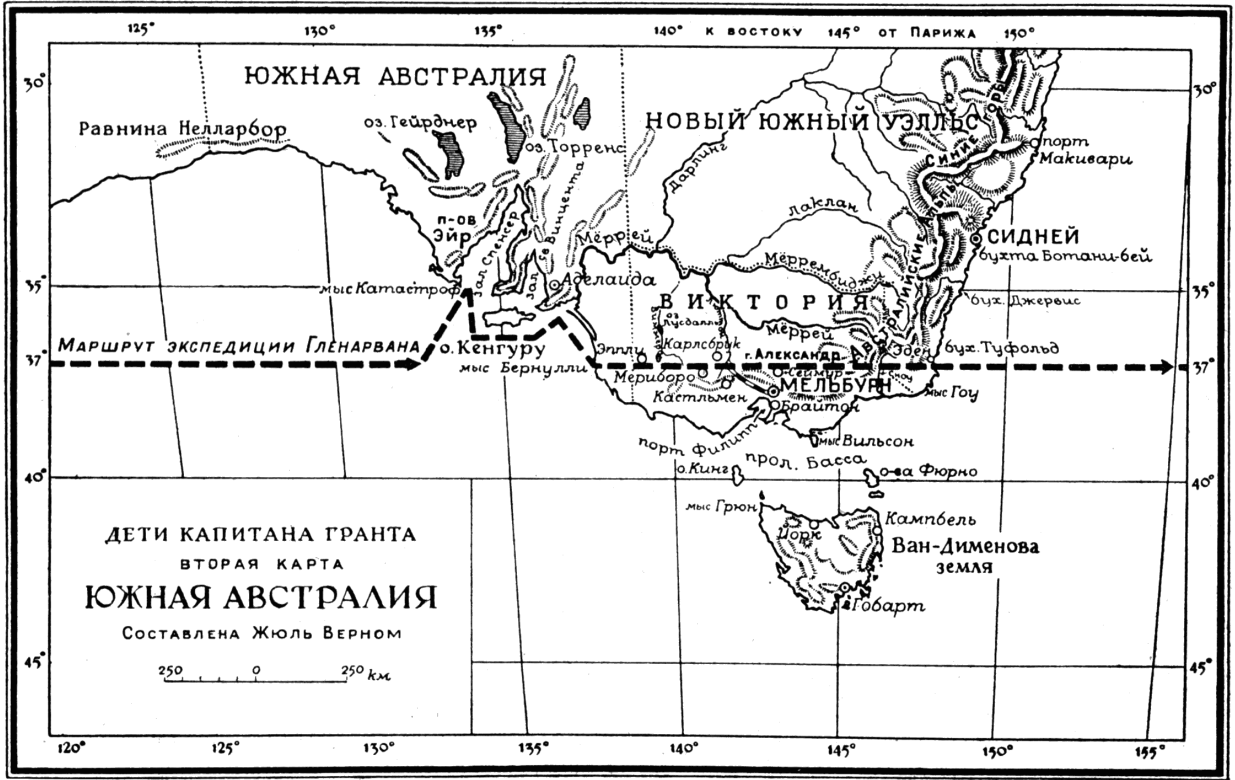 125° 130° 135° 140° К ВОСТОКУ 145° ОТ ПАРИЖА 150°
30°
30°
ЮЖНАЯ АВСТРАЛИЯ
Равнина Нелларбор
оз. Гейрднер
оз. Торренс
НОВЫЙ ЮЖНЫЙ УЭЛЛЬС
СИНИЕ ГОРЫ
порт
Макивари
Дарлинг
Лаклан
п-ов
Эйр
зал. Спенсер
зал. св. Винцента
Мёррей
Мёррембиджи
СИДНЕЙ
бухта Ботани-бей
35°
35°
мыс Катастроф
Аделаида
ВИКТОРИЯ
бух. Джервис
Мёррей
МАРШРУТ ЭКСПЕДИЦИИ ГЛЕНАРВАНА
о. Кенгуру
мыс Бернулли
Эппли
Карлсбрук
г. Александр
Эден
бух. Туфольд
37°
37°
Мериборо
Сеймур
МЕЛЬБУРН
Кастльмен
Брайтон
мыс Гоу
порт Филипп
мыс Вильсон
прол. Басса
о. Кинг
о-ва Фюрно
40°
40°
мыс Грюн
Кампбель
Йорк
Ван-Дименова
земля
Гобарт
ДЕТИ КАПИТАНА ГРАНТА
ВТОРАЯ КАРТА
ЮЖНАЯ АВСТРАЛИЯ
СОСТАВЛЕНА ЖЮЛЬ ВЕРНОМ
250 0 250 км
45°
45°
120° 125° 130° 135° 140° 145° 150°